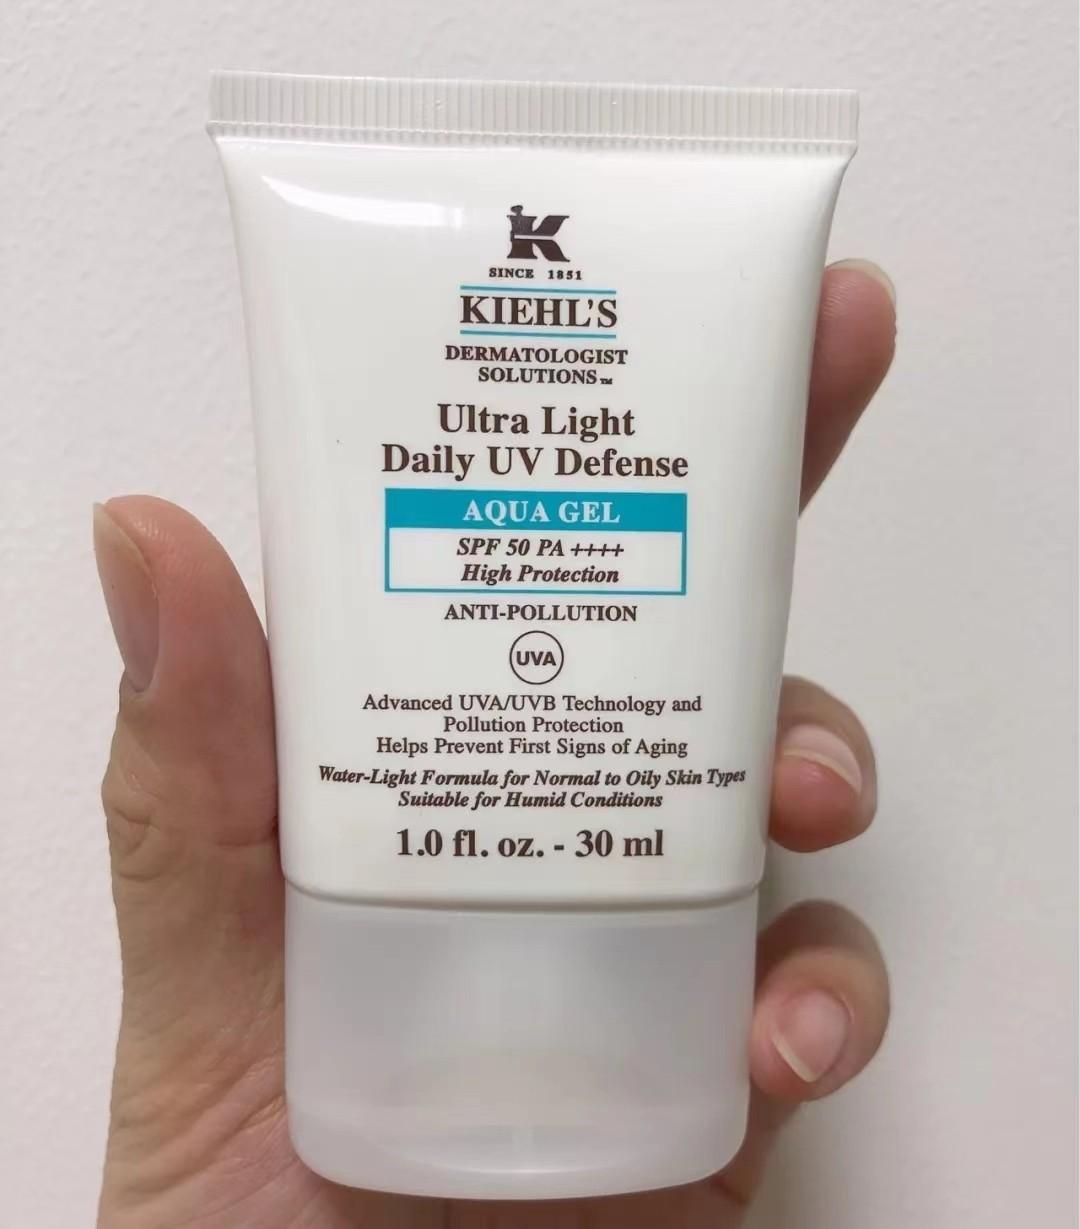 K
SINCE 1851
KIEHL'S
DERMATOLOGIST
SOLUTIONS™
Ultra Light
Daily UV Defense
AQUA GEL
SPF 50 PA ++++
High Protection
ANTI-POLLUTION
UVA
Advanced UVA/UVB Technology and
Pollution Protection
Helps Prevent First Signs of Aging
Water-Light Formula for Normal to Oily Skin Types
Suitable for Humid Conditions
1.0 fl. oz. - 30 ml